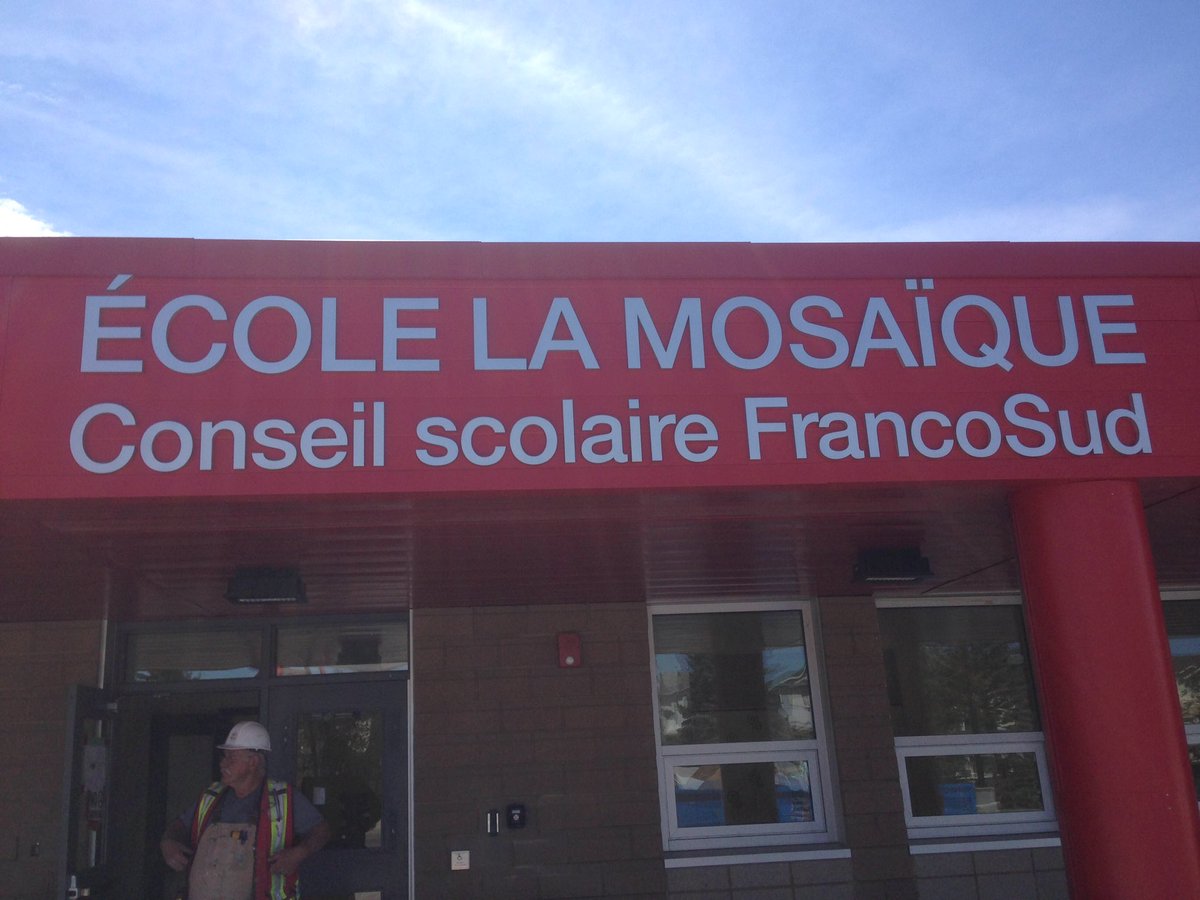 ÉCOLE LA MOSAÏQUE
Conseil scolaire FrancoSud